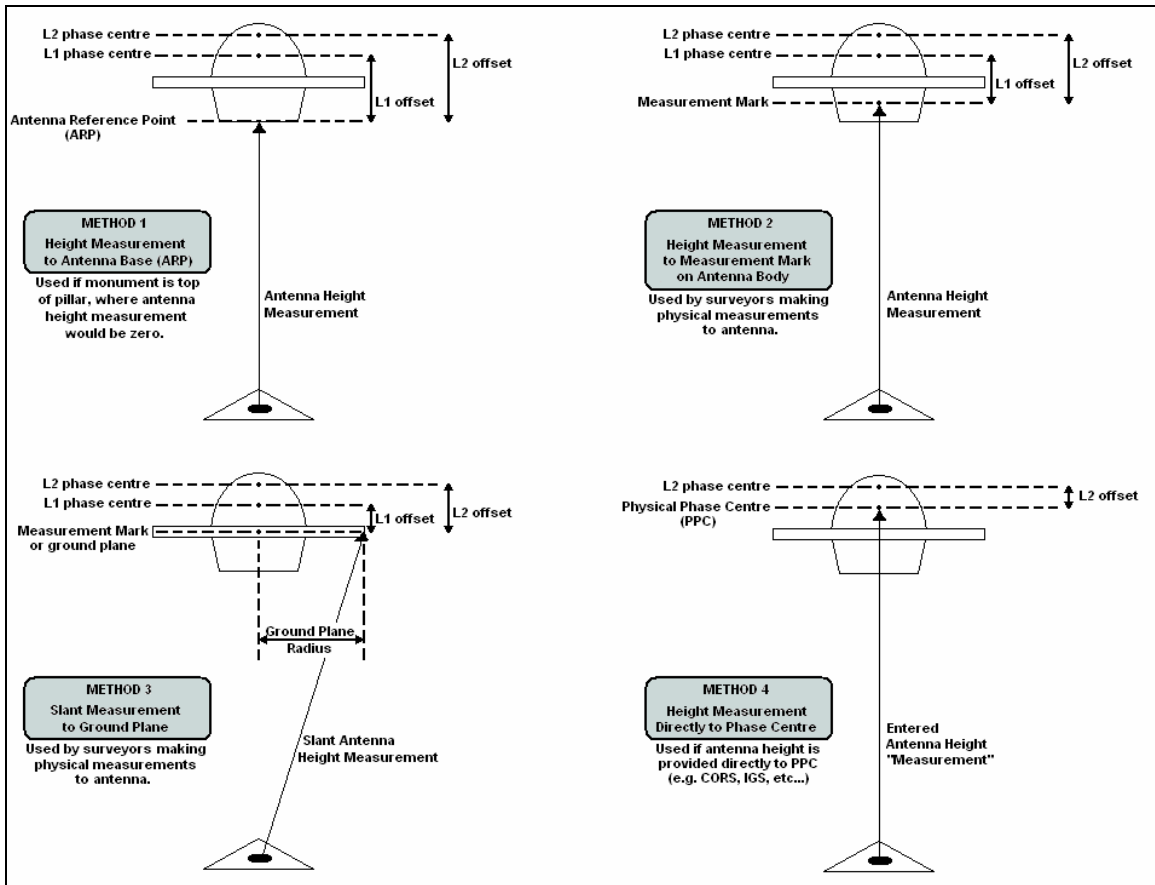 L2 phase centre
L1 phase centre
L2 offset
L1 offset
Antenna Reference Point
(ARP)
METHOD 1
Height Measurement
to Antenna Base (ARP)
Used if monument is top
of pillar, where antenna
height measurement
would be zero.
Antenna Height
Measurement
L2 phase centre
L1 phase centre
L2 offset
L1 offset
Measurement Mark
METHOD 2
Height Measurement
to Measurement Mark
on Antenna Body
Used by surveyors making
physical measurements
to antenna.
Antenna Height
Measurement
L2 phase centre
L1 phase centre
L1 offset
L2 offset
Measurement Mark
or ground plane
Ground Plane
Radius
METHOD 3
Slant Measurement
to Ground Plane
Used by surveyors making
physical measurements
to antenna.
Slant Antenna
Height Measurement
L2 phase centre
Physical Phase Centre
(PPC)
L2 offset
METHOD 4
Height Measurement
Directly to Phase Centre
Used if antenna height is
provided directly to PPC
(e.g. CORS, IGS, etc...)
Entered
Antenna Height
"Measurement"